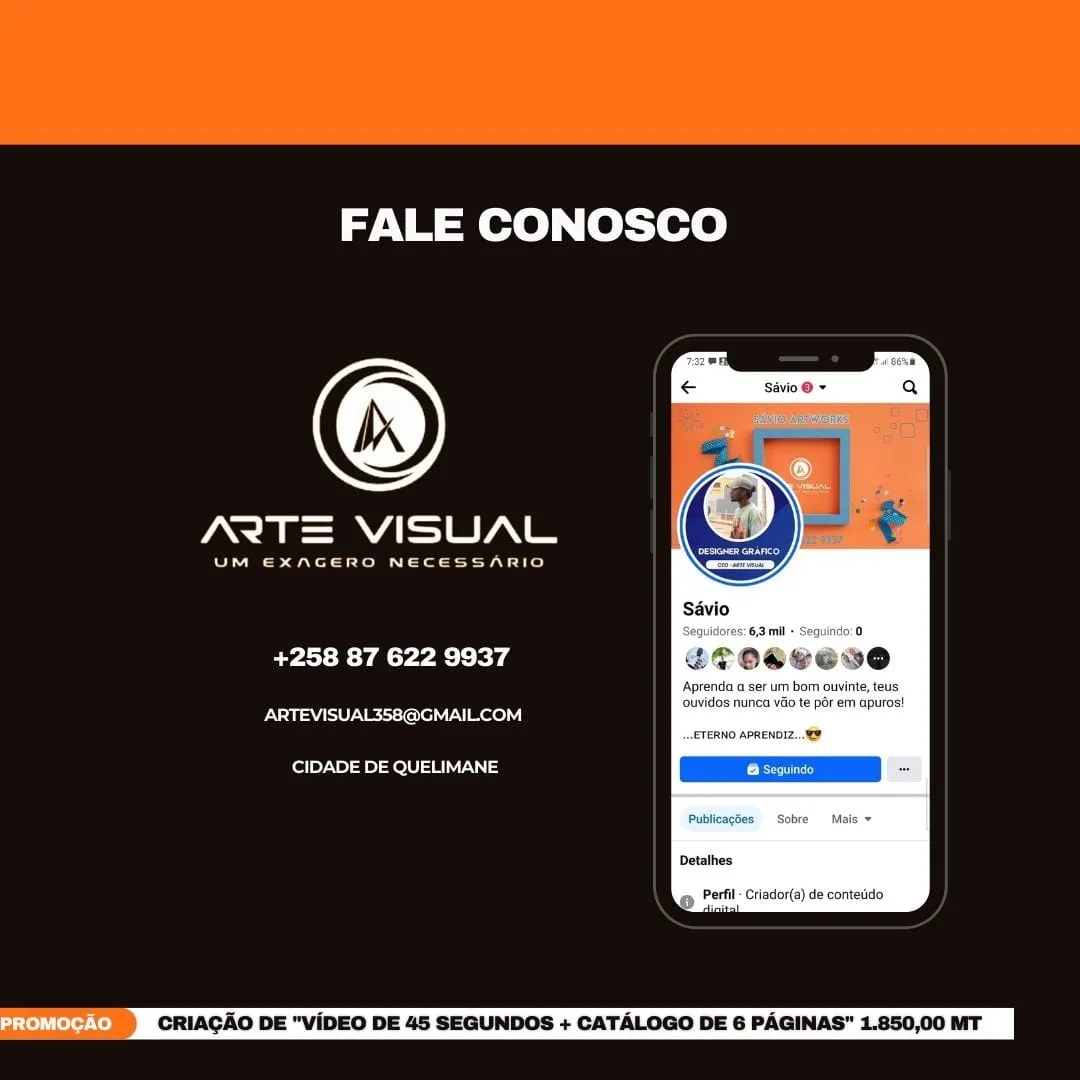 FALE CONOSCO
ARTE VISUAL
UM EXAGERO NECESSÁRIO
+258 87 622 9937
ARTEVISUAL358@GMAIL.COM
CIDADE DE QUELIMANE
7:32
86%
Sávio 3
SÁVIO ARTWORKS
VISUAL
622 9937
DESIGNER GRÁFICO
CEO - ARTE VISUAL
Sávio
Seguidores: 6,3 mil • Seguindo: 0
Aprenda a ser um bom ouvinte, teus
ouvidos nunca vão te pôr em apuros!
...ETERNO APRENDIZ...😎
Seguindo
Publicações Sobre Mais
Detalhes
Perfil · Criador(a) de conteúdo
digital
PROMOÇÃO
CRIAÇÃO DE "VÍDEO DE 45 SEGUNDOS + CATÁLOGO DE 6 PÁGINAS" 1.850,00 MT